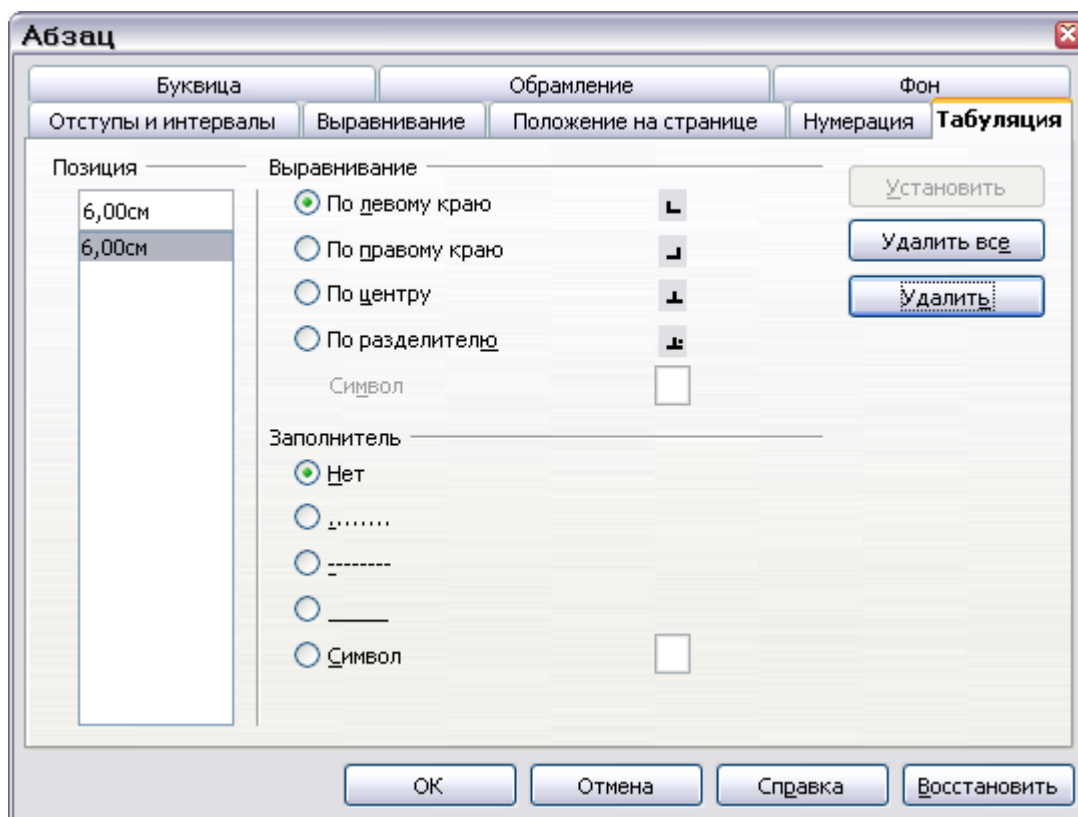 Абзац
Буквица Обрамление Фон
Отступы и интервалы Выравнивание Положение на странице Нумерация Табуляция
Позиция
6,00см
6,00см
Выравнивание
По левому краю
По правому краю
По центру
По разделителю
Символ
Заполнитель
Нет
.........
--------
______
Символ
Установить
Удалить все
Удалить
ОК Отмена Справка Восстановить